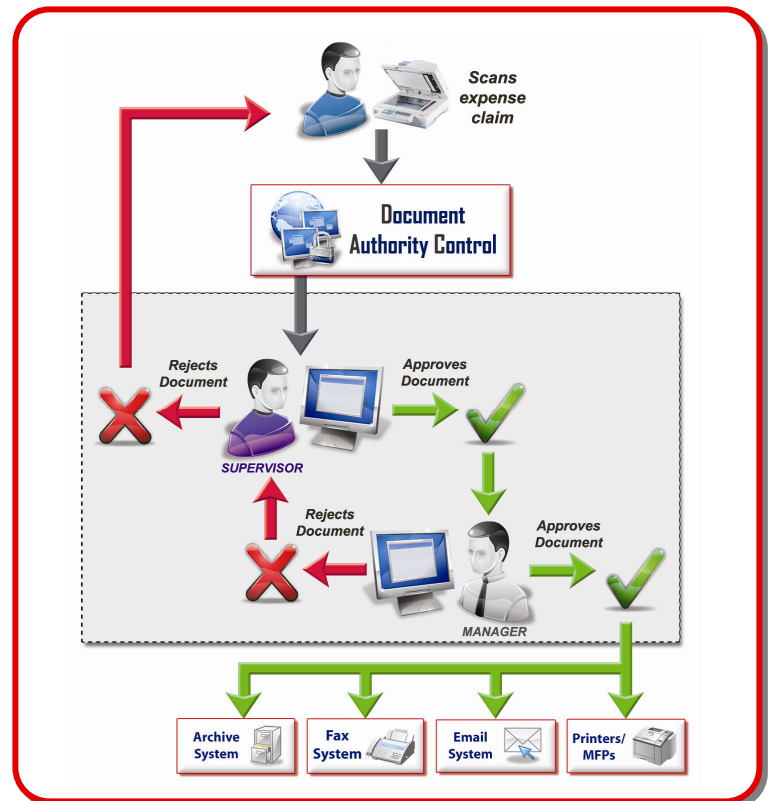 Scans
expense
claim
Document
Authority Control
Rejects
Document
Approves
Document
SUPERVISOR
Rejects
Document
Approves
Document
MANAGER
Archive
System
Fax
System
Email
System
Printers/
MFPs